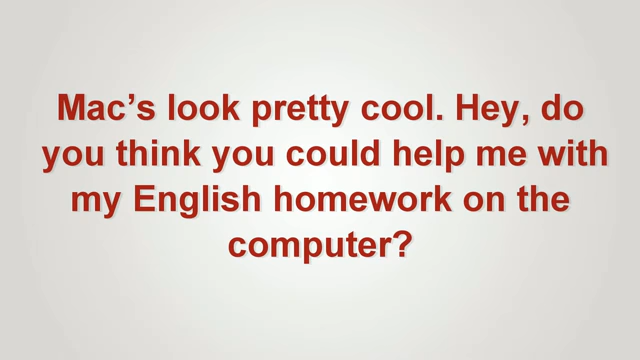 Mac’s look pretty cool. Hey, do
you think you could help me with
my English homework on the
computer?